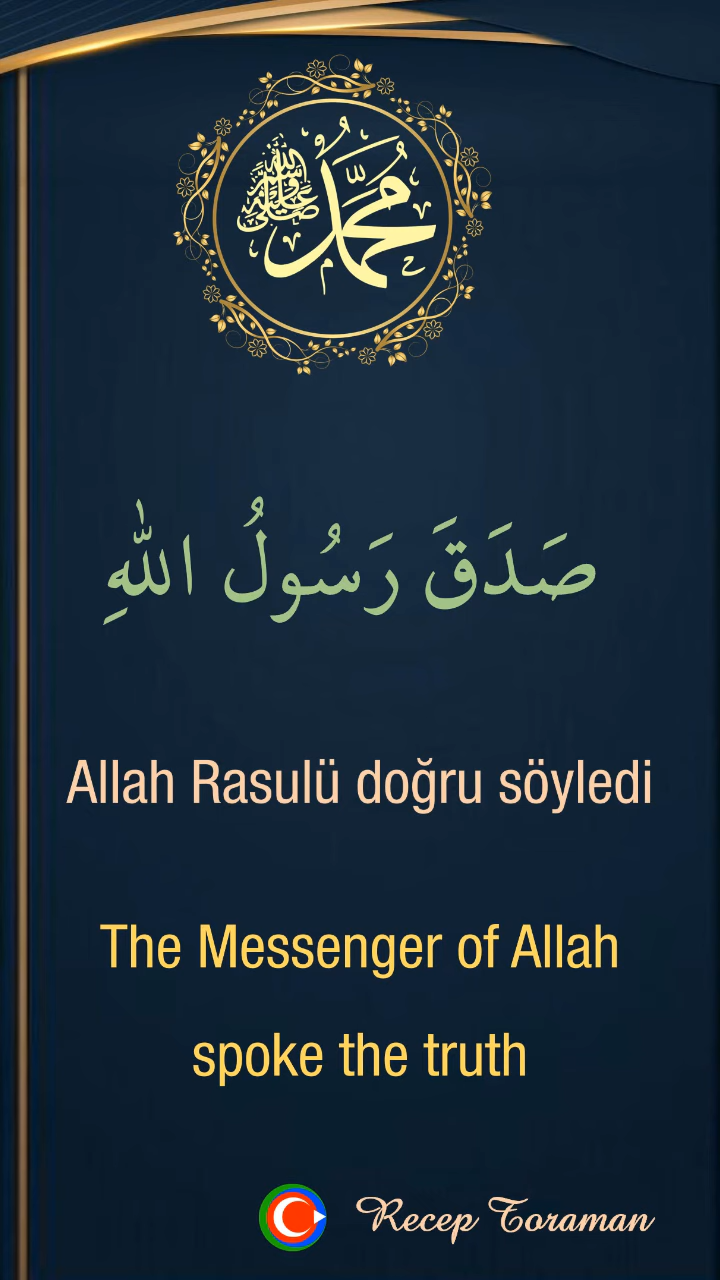 محمد صلى الله عليه وسلم
صَدَقَ رَسُولُ اللهِ
Allah Rasulü doğru söyledi
The Messenger of Allah
spoke the truth
Recep Toraman